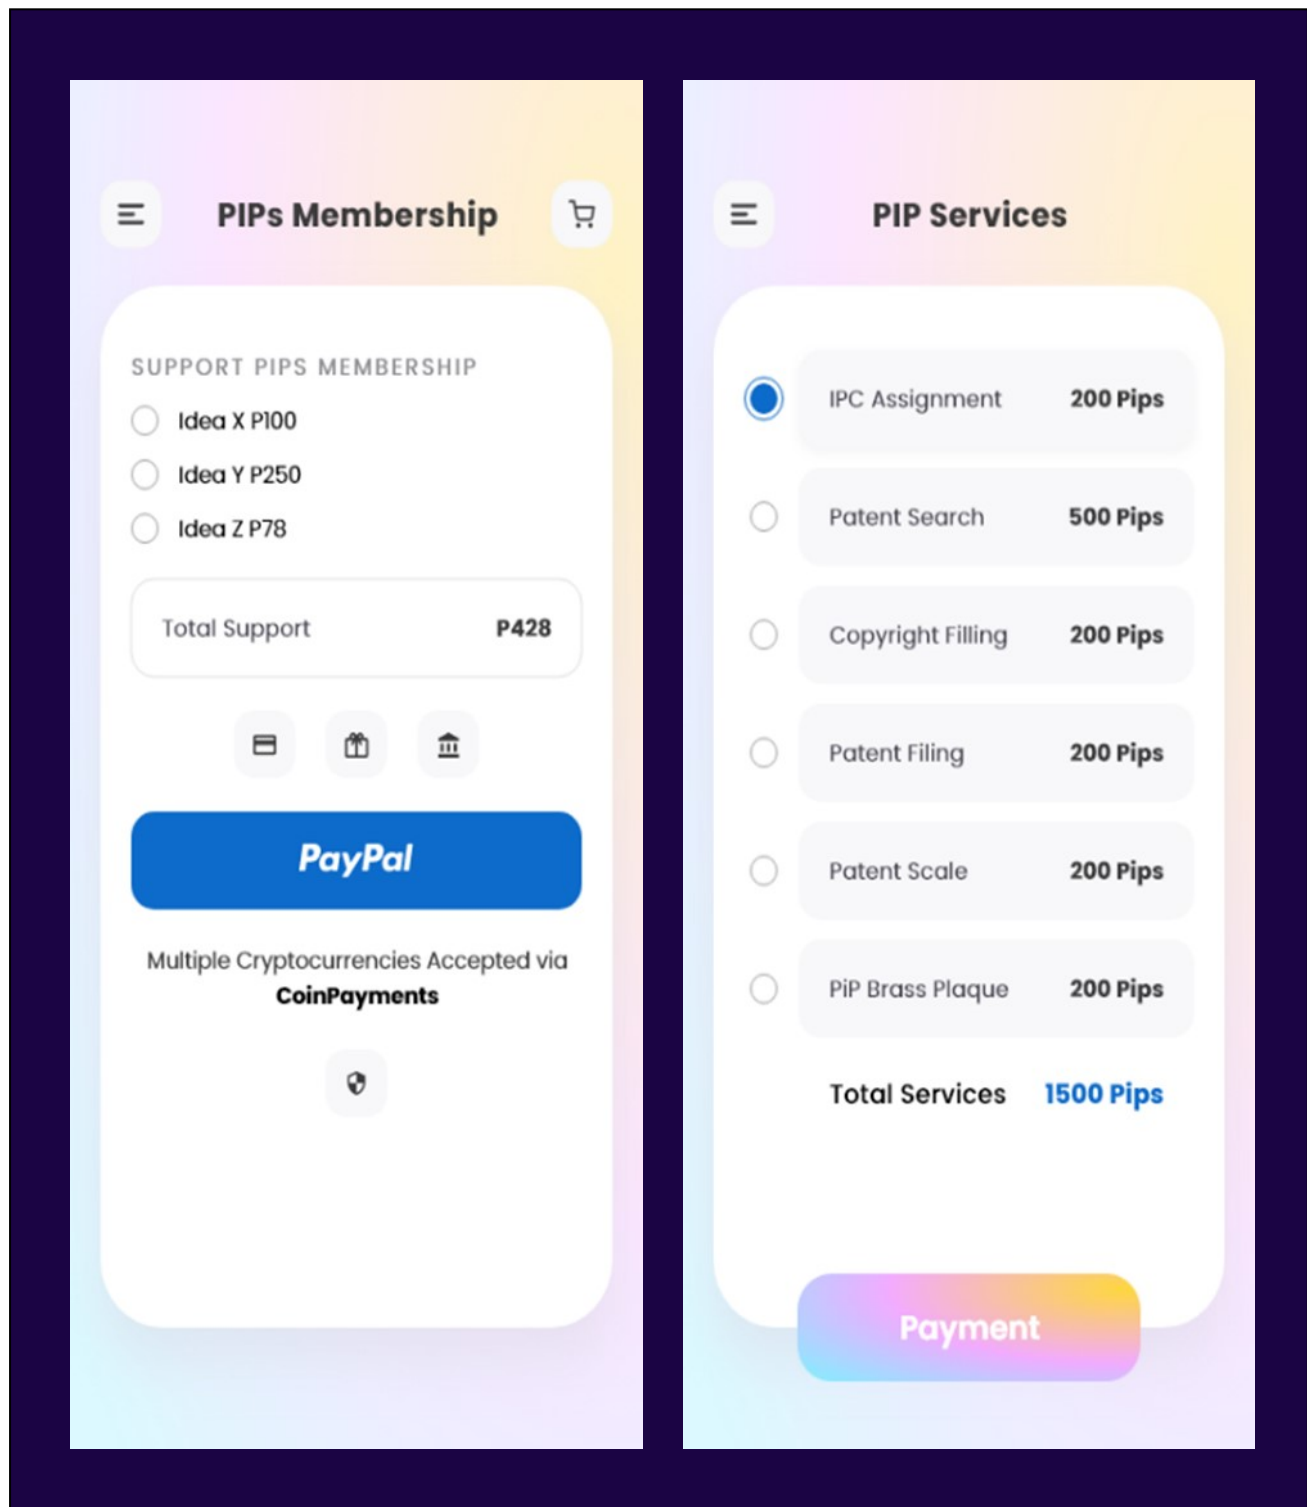 PIPs Membership
SUPPORT PIPS MEMBERSHIP
Idea X P100
Idea Y P250
Idea Z P78
Total Support P428
PayPal
Multiple Cryptocurrencies Accepted via
CoinPayments
PIP Services
IPC Assignment 200 Pips
Patent Search 500 Pips
Copyright Filling 200 Pips
Patent Filing 200 Pips
Patent Scale 200 Pips
PiP Brass Plaque 200 Pips
Total Services 1500 Pips
Payment